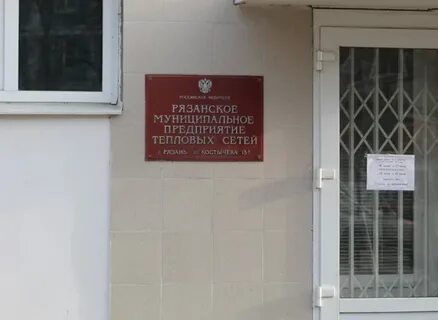 РОССИЙСКАЯ ФЕДЕРАЦИЯ
РЯЗАНСКОЕ
МУНИЦИПАЛЬНОЕ
ПРЕДПРИЯТИЕ
ТЕПЛОВЫХ СЕТЕЙ
г. РЯЗАНЬ ул. КОСТЫЧЕВА 15